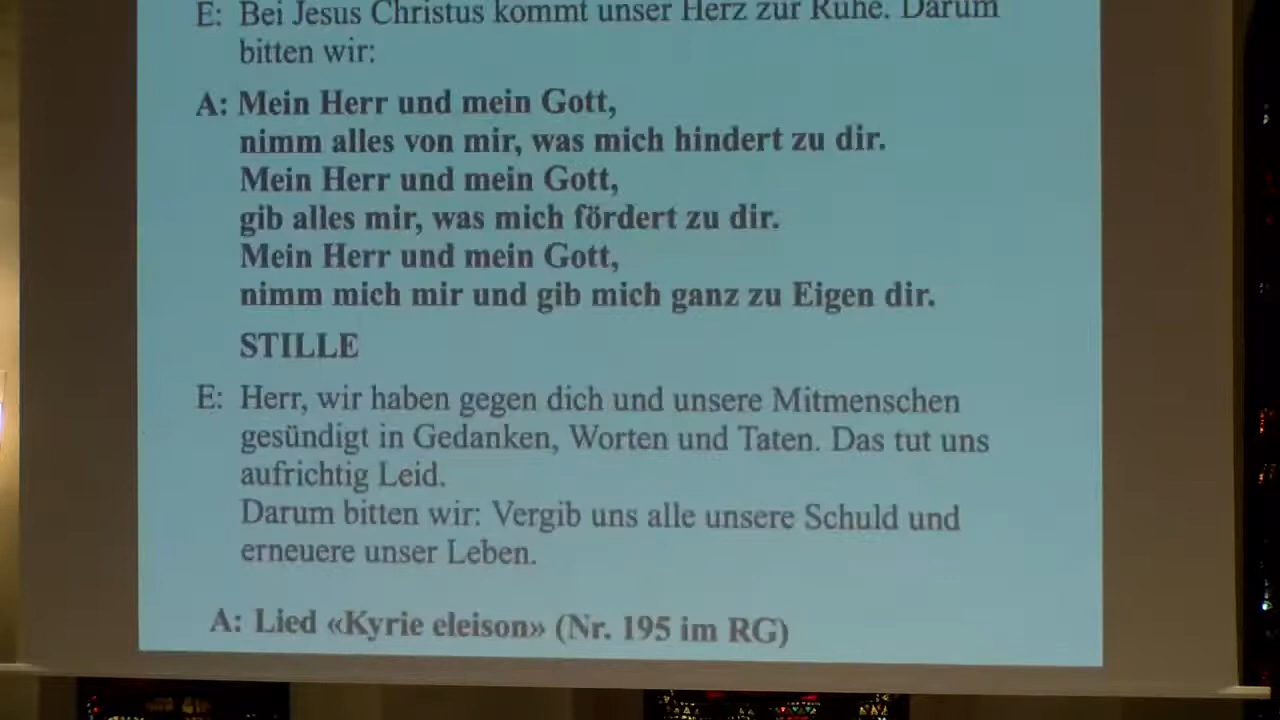 E: Bei Jesus Christus kommt unser Herz zur Ruhe. Darum
bitten wir:
A: Mein Herr und mein Gott,
nimm alles von mir, was mich hindert zu dir.
Mein Herr und mein Gott,
gib alles mir, was mich fördert zu dir.
Mein Herr und mein Gott,
nimm mich mir und gib mich ganz zu Eigen dir.
STILLE
E: Herr, wir haben gegen dich und unsere Mitmenschen
gesündigt in Gedanken, Worten und Taten. Das tut uns
aufrichtig Leid.
Darum bitten wir: Vergib uns alle unsere Schuld und
erneuere unser Leben.
A: Lied «Kyrie eleison» (Nr. 195 im RG)